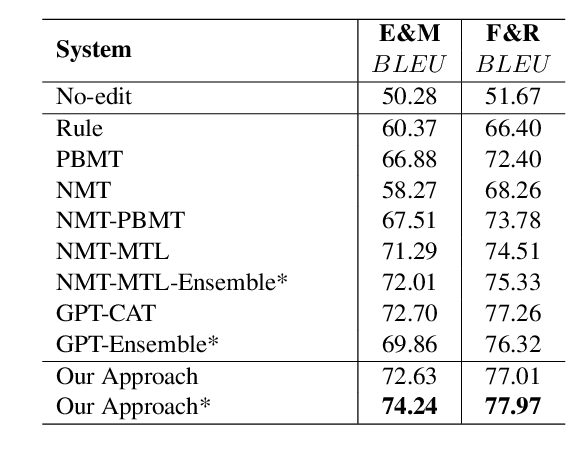 System E&M F&R
BLEU BLEU
No-edit 50.28 51.67
Rule 60.37 66.40
PBMT 66.88 72.40
NMT 58.27 68.26
NMT-PBMT 67.51 73.78
NMT-MTL 71.29 74.51
NMT-MTL-Ensemble* 72.01 75.33
GPT-CAT 72.70 77.26
GPT-Ensemble* 69.86 76.32
Our Approach 72.63 77.01
Our Approach* 74.24 77.97